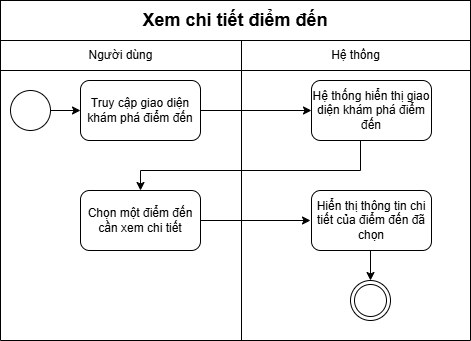 Xem chi tiết điểm đến
Người dùng
Hệ thống
Truy cập giao diện
khám phá điểm đến
Hệ thống hiển thị giao
diện khám phá điểm
đến
Chọn một điểm đến
cần xem chi tiết
Hiển thị thông tin chi
tiết của điểm đến đã
chọn